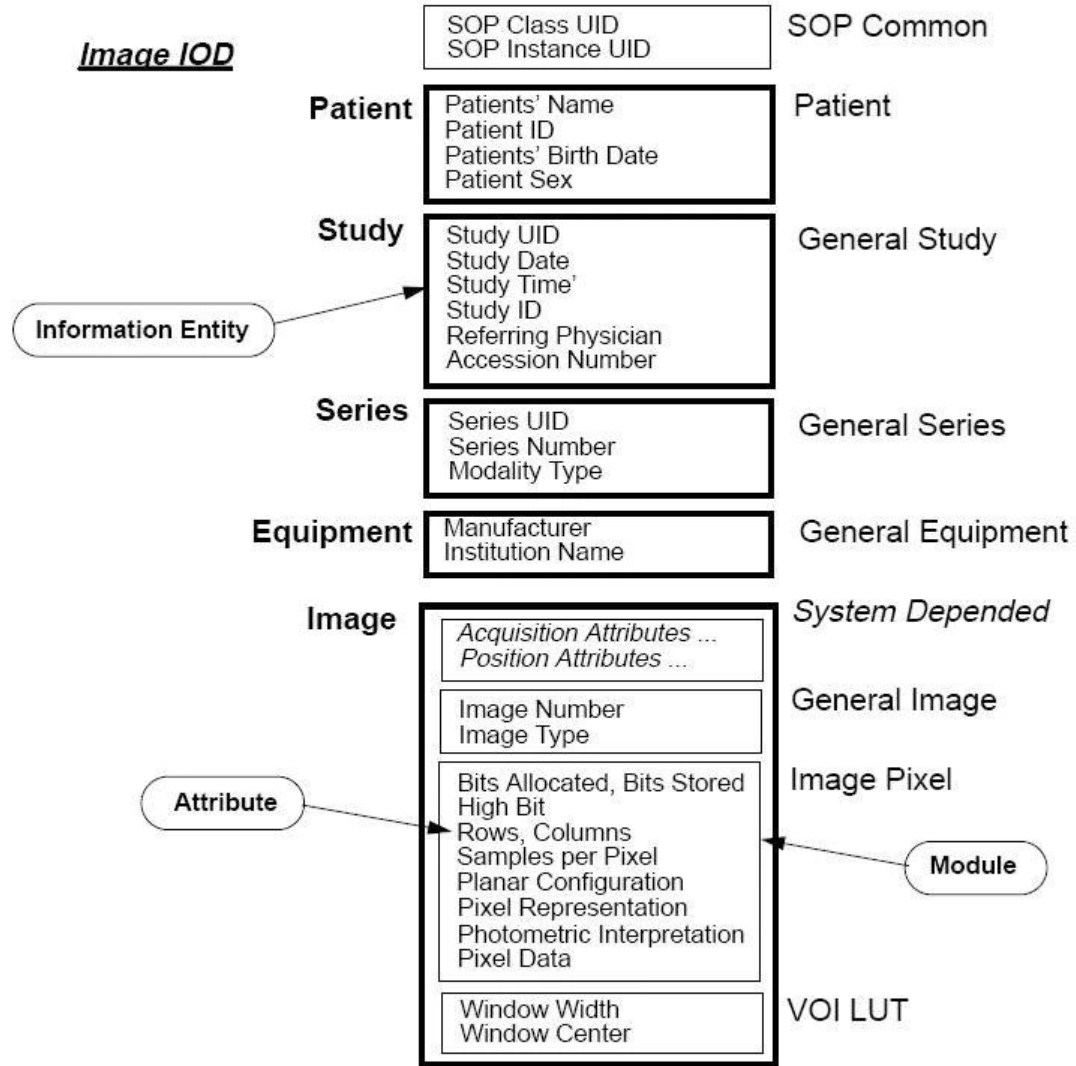 Image IOD
SOP Class UID
SOP Instance UID
SOP Common
Patient
Patients' Name
Patient ID
Patients' Birth Date
Patient Sex
Patient
Study
Study UID
Study Date
Study Time'
Study ID
Referring Physician
Accession Number
General Study
Information Entity
Series
Series UID
Series Number
Modality Type
General Series
Equipment
Manufacturer
Institution Name
General Equipment
Image
Acquisition Attributes ...
Position Attributes ...
System Depended
Image Number
Image Type
General Image
Attribute
Bits Allocated, Bits Stored
High Bit
Rows, Columns
Samples per Pixel
Planar Configuration
Pixel Representation
Photometric Interpretation
Pixel Data
Image Pixel
Module
Window Width
Window Center
VOI LUT